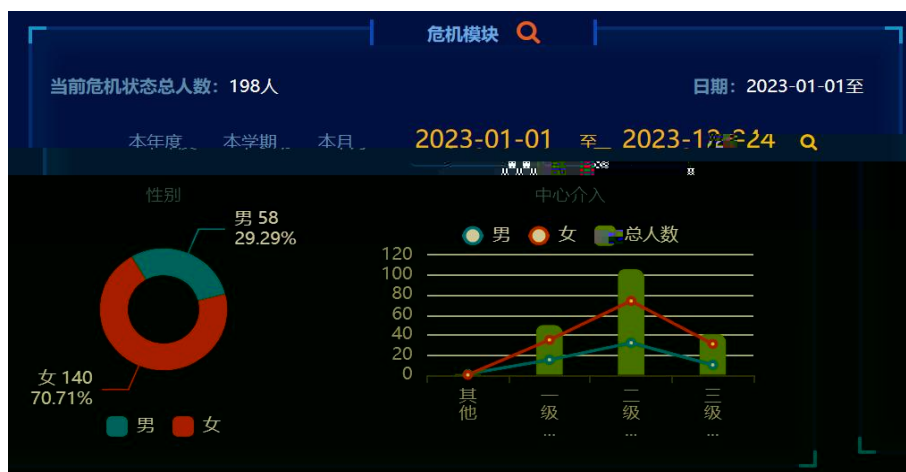 危机模块
当前危机状态总人数：198人
日期：2023-01-01至
本年度 本学期 本月 2023-01-01 至 2023-12-24
性别
中心介入
男 58
29.29%
女 140
70.71%
男 女
男 女 总人数
120
100
80
60
40
20
0
其他 一级... 二级... 三级...